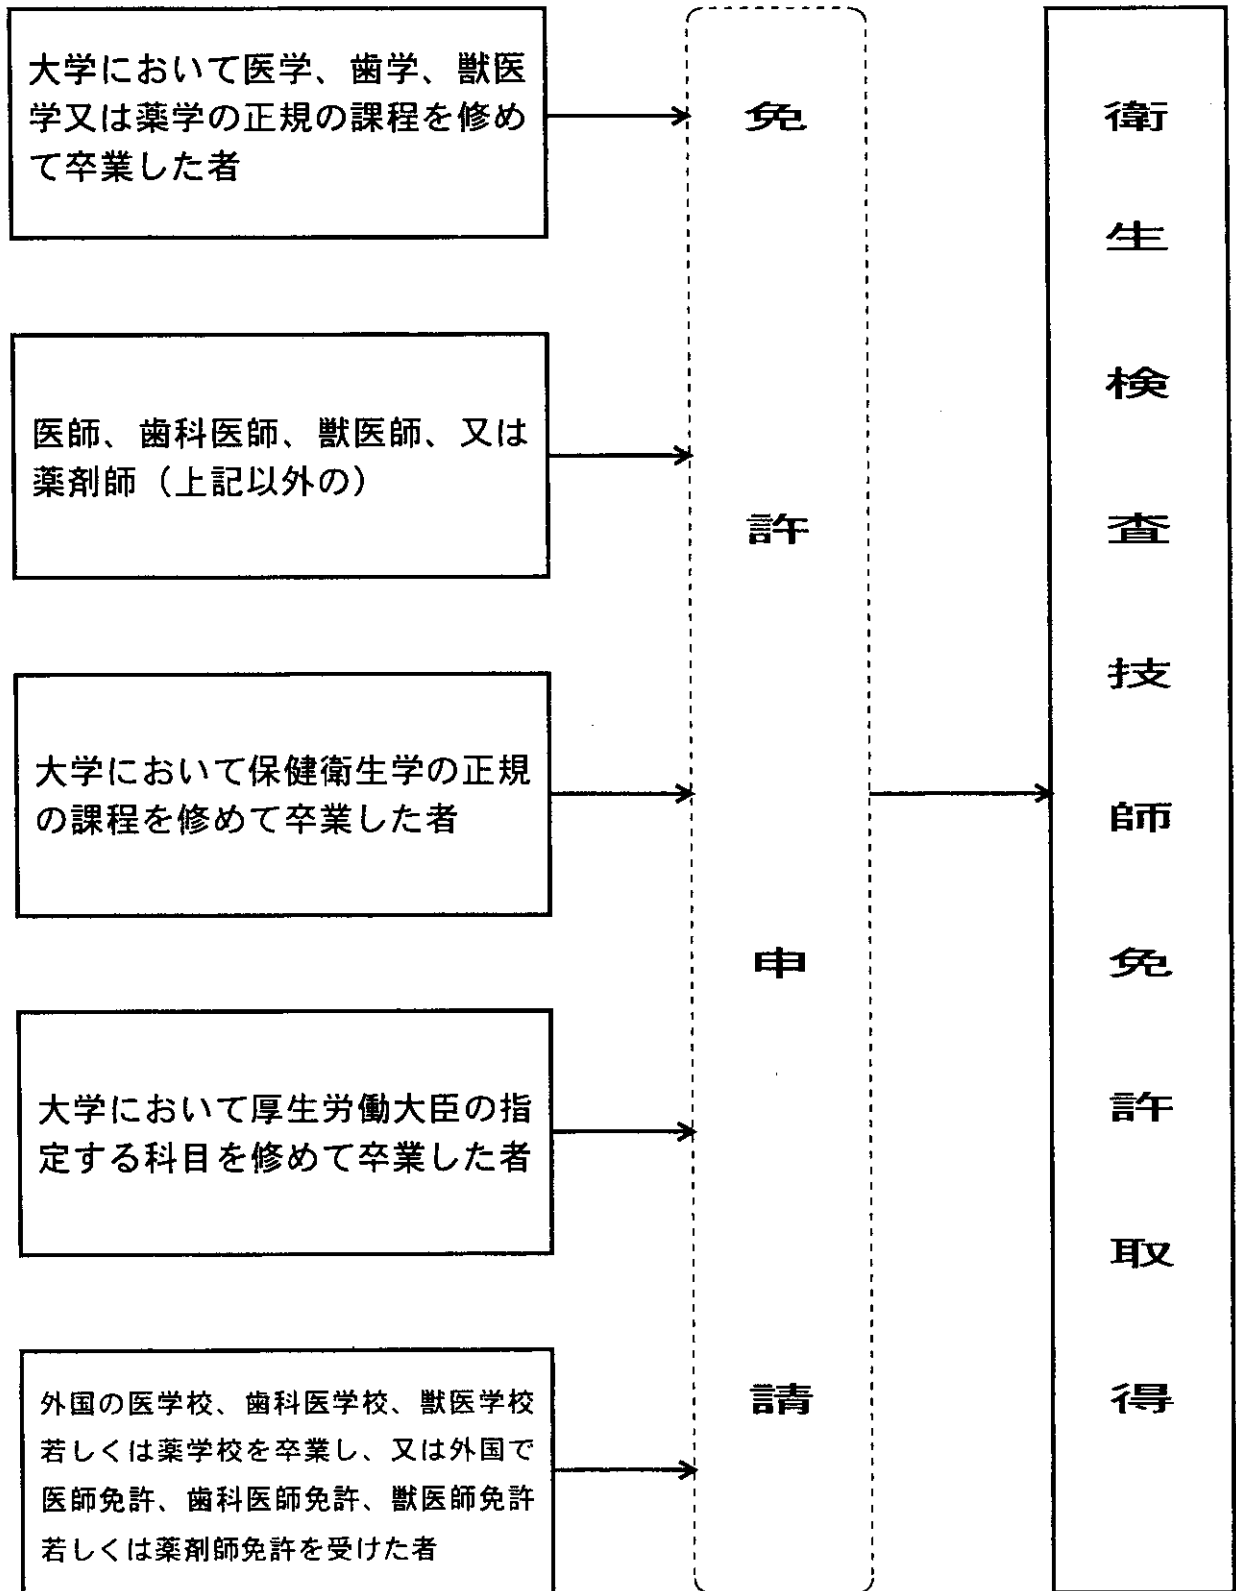 大学において医学、歯学、獣医
学又は薬学の正規の課程を修め
て卒業した者
医師、歯科医師、獣医師、又は
薬剤師（上記以外の）
大学において保健衛生学の正規
の課程を修めて卒業した者
大学において厚生労働大臣の指
定する科目を修めて卒業した者
外国の医学校、歯科医学校、獣医学校
若しくは薬学校を卒業し、又は外国で
医師免許、歯科医師免許、獣医師免許
若しくは薬剤師免許を受けた者
免許申請
衛生検査技師免許取得